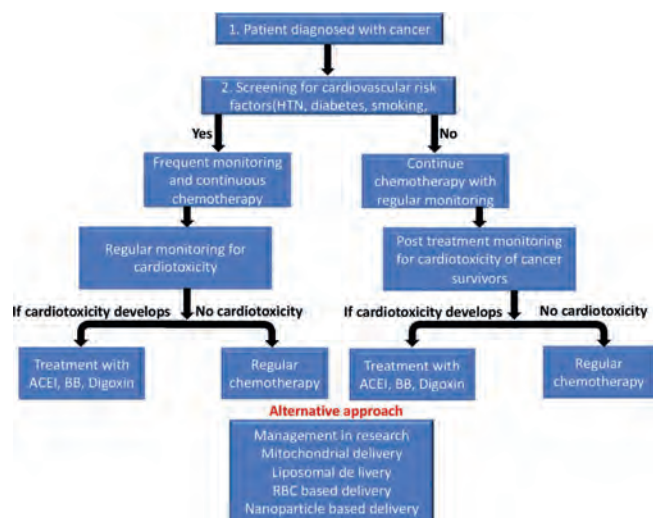 1. Patient diagnosed with cancer
2. Screening for cardiovascular risk
factors(HTN, diabetes, smoking,
Yes
No
Frequent monitoring
and continuous
chemotherapy
Continue
chemotherapy with
regular monitoring
Regular monitoring for
cardiotoxicity
Post treatment monitoring
for cardiotoxicity of cancer
survivors
If cardiotoxicity develops
No cardiotoxicity
If cardiotoxicity develops
No cardiotoxicity
Treatment with
ACEI, BB, Digoxin
Regular
chemotherapy
Treatment with
ACEI, BB, Digoxin
Regular
chemotherapy
Alternative approach
Management in research
Mitochondrial delivery
Liposomal de livery
RBC based delivery
Nanoparticle based delivery